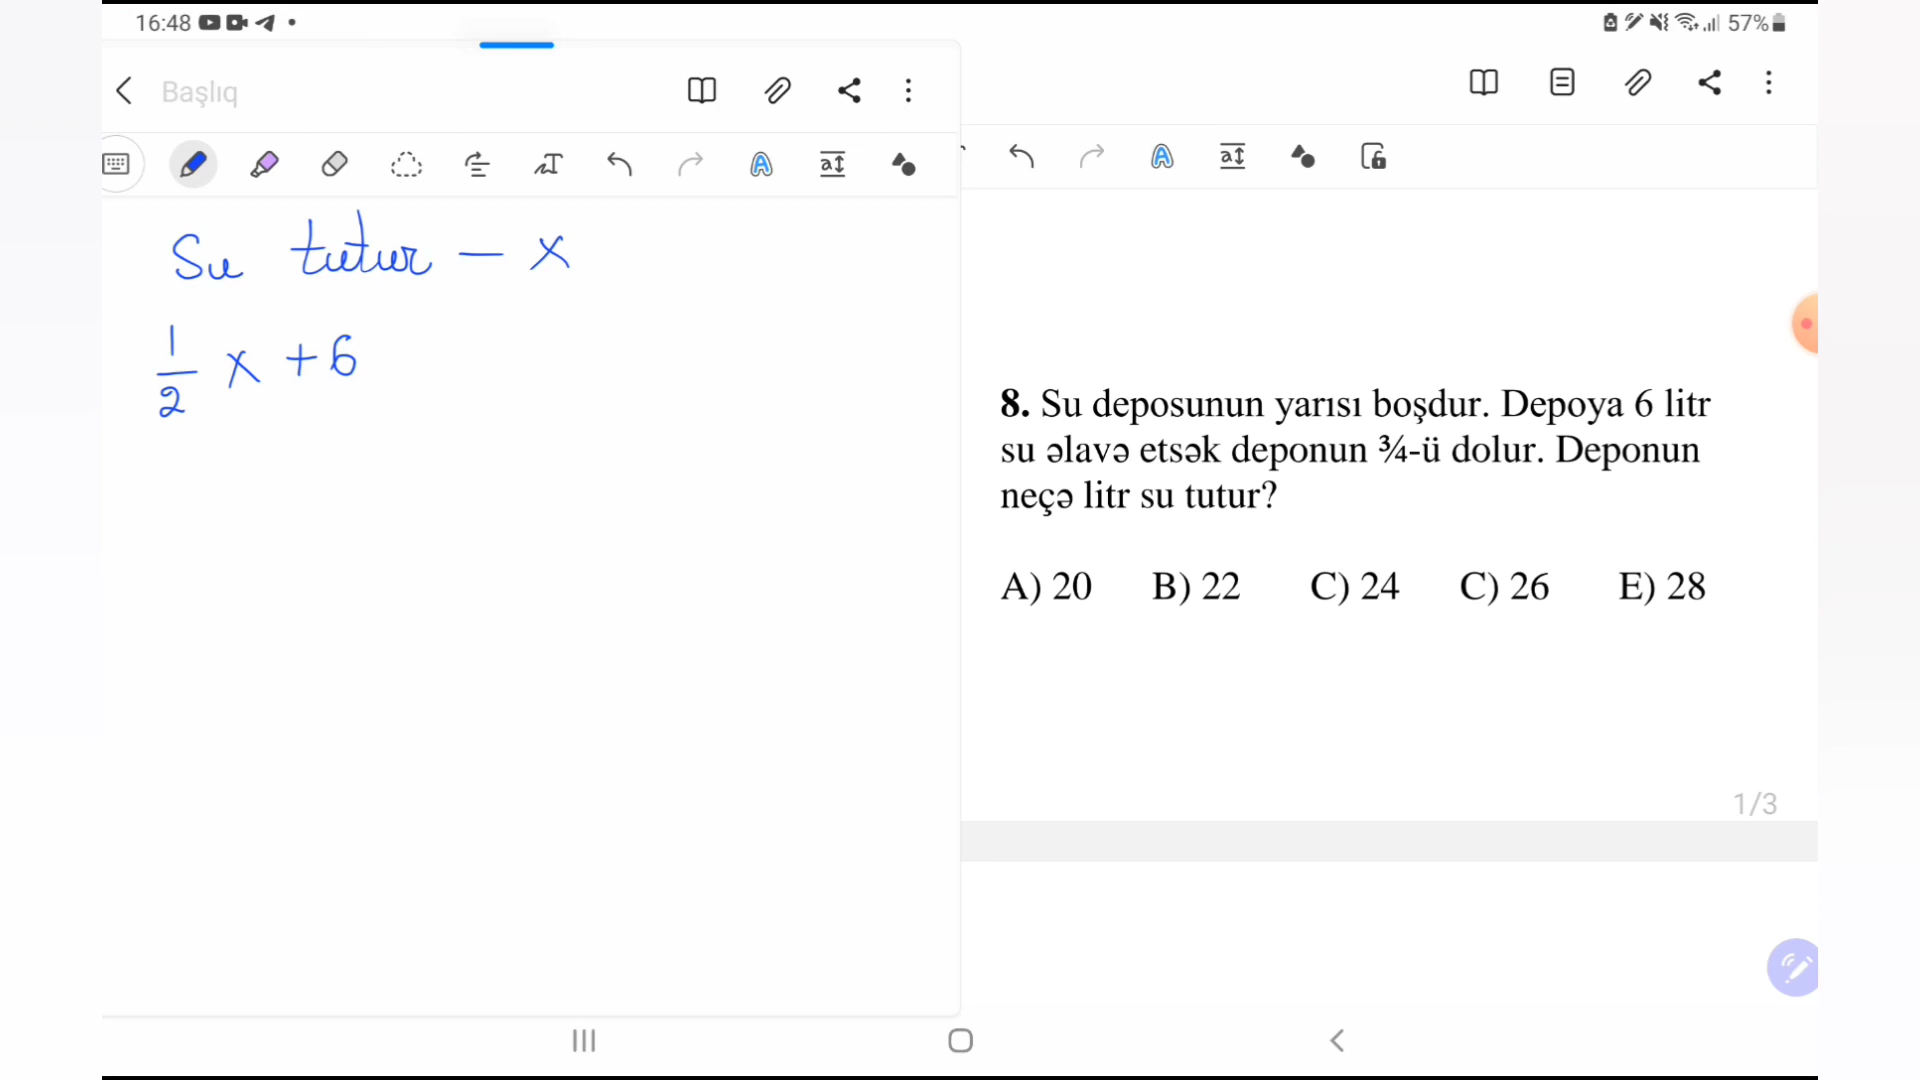 16:48
57%
Başlıq
Su tutur - x
1/2 x + 6
8. Su deposunun yarısı boşdur. Depoya 6 litr
su əlavə etsək deponun ¾-ü dolur. Deponun
neçə litr su tutur?
A) 20 B) 22 C) 24 C) 26 E) 28
1/3